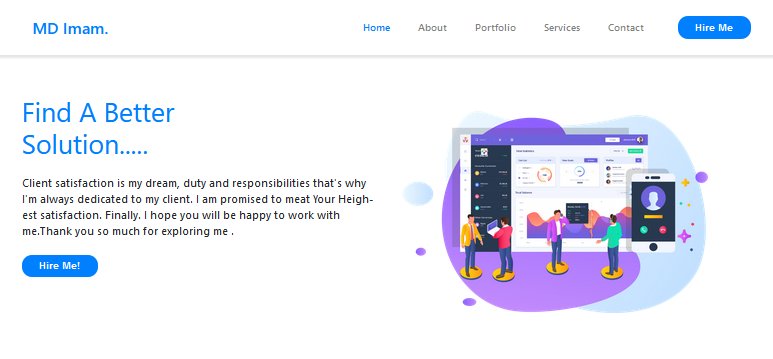 MD Imam.
Home About Portfolio Services Contact Hire Me
Find A Better
Solution.....
Client satisfaction is my dream, duty and responsibilities that's why
I'm always dedicated to my client. I am promised to meat Your Heigh-
est satisfaction. Finally. I hope you will be happy to work with
me.Thank you so much for exploring me .
Hire Me!